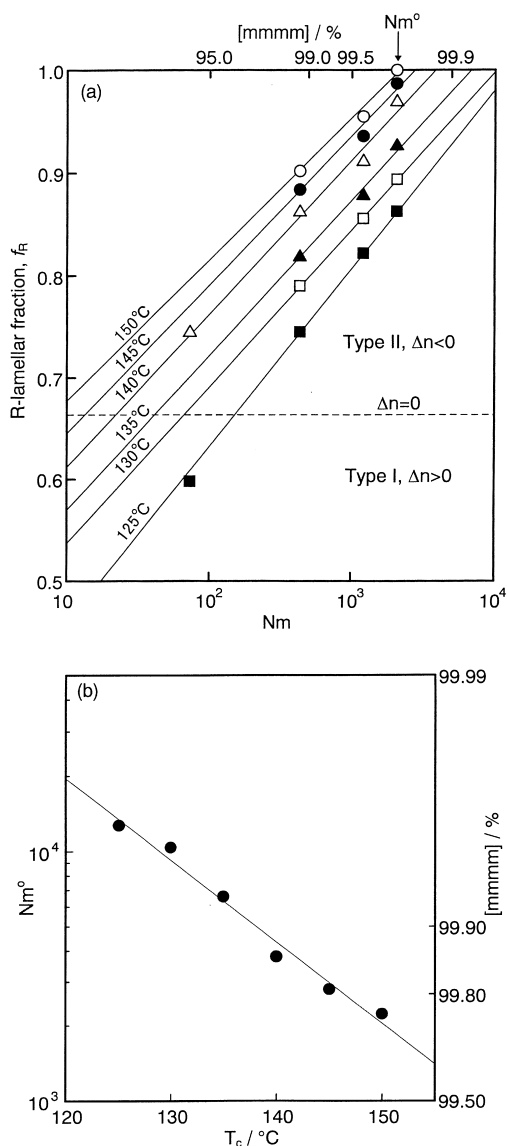 Nm°
[mmmm] / %
95.0 99.0 99.5 99.9
(a)
1.0
0.9
0.8
0.7
0.6
0.5
R-lamellar fraction, fR
150°C
145°C
140°C
135°C
130°C
125°C
Type II, Δn<0
Δn=0
Type I, Δn>0
10 10² 10³ 10⁴
Nm
(b)
99.99
99.90
99.80
99.50
[mmmm] / %
10⁴
10³
Nm°
120 130 140 150
Tc / °C